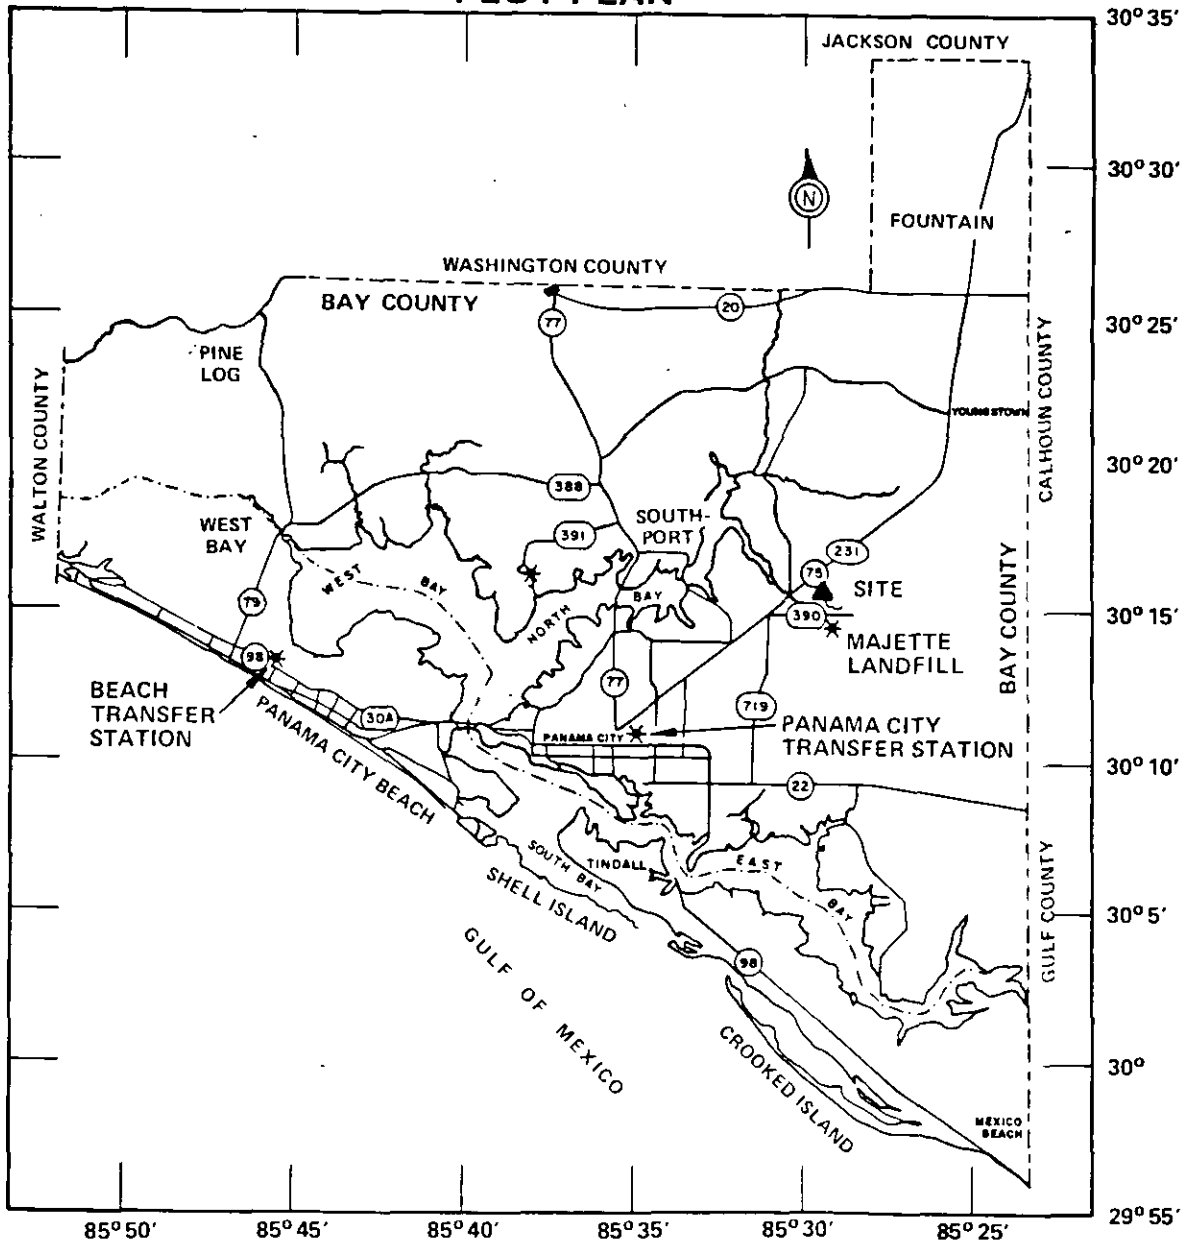 PLOT PLAN
30° 35'
JACKSON COUNTY
30° 30'
N
FOUNTAIN
WASHINGTON COUNTY
BAY COUNTY
20
77
30° 25'
PINE
LOG
WALTON COUNTY
CALHOUN COUNTY
YOUNGSTOWN
30° 20'
388
WEST
BAY
391
SOUTH-
PORT
231
75
SITE
WEST BAY
NORTH BAY
79
390
30° 15'
MAJETTE
LANDFILL
BAY COUNTY
98
BEACH
TRANSFER
STATION
77
719
30A
PANAMA CITY
PANAMA CITY
TRANSFER STATION
PANAMA CITY BEACH
30° 10'
22
SOUTH BAY
TINDALL
EAST BAY
SHELL ISLAND
GULF COUNTY
30° 5'
GULF OF MEXICO
98
CROOKED ISLAND
30°
MEXICO
BEACH
29° 55'
85° 50'
85° 45'
85° 40'
85° 35'
85° 30'
85° 25'